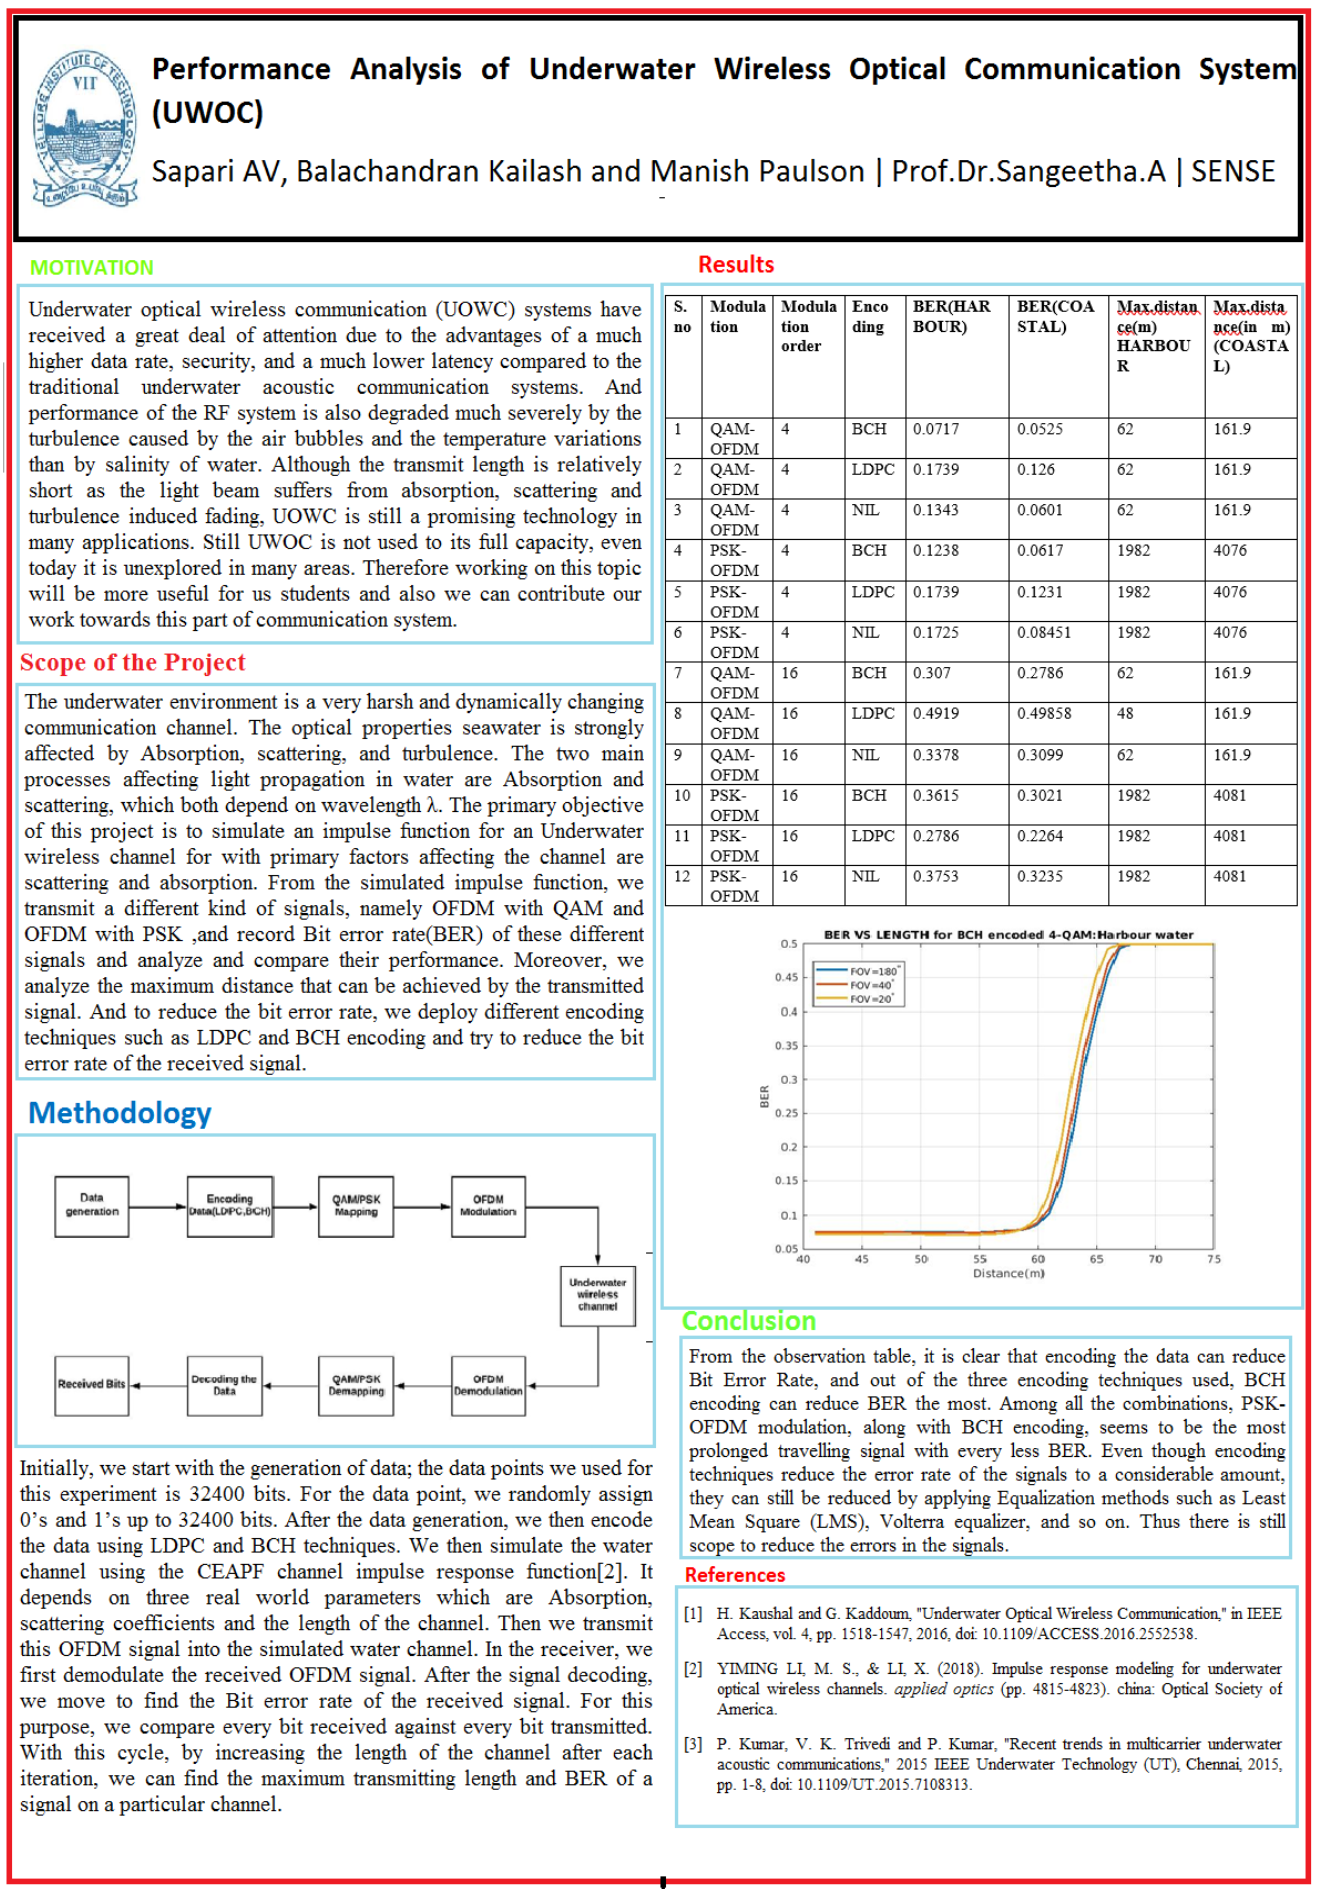 VELLORE INSTITUTE OF TECHNOLOGY
VIT
Performance Analysis of Underwater Wireless Optical Communication System
(UWOC)
Sapari AV, Balachandran Kailash and Manish Paulson | Prof.Dr.Sangeetha.A | SENSE
MOTIVATION
Underwater optical wireless communication (UOWC) systems have
received a great deal of attention due to the advantages of a much
higher data rate, security, and a much lower latency compared to the
traditional underwater acoustic communication systems. And
performance of the RF system is also degraded much severely by the
turbulence caused by the air bubbles and the temperature variations
than by salinity of water. Although the transmit length is relatively
short as the light beam suffers from absorption, scattering and
turbulence induced fading, UOWC is still a promising technology in
many applications. Still UWOC is not used to its full capacity, even
today it is unexplored in many areas. Therefore working on this topic
will be more useful for us students and also we can contribute our
work towards this part of communication system.
Scope of the Project
The underwater environment is a very harsh and dynamically changing
communication channel. The optical properties seawater is strongly
affected by Absorption, scattering, and turbulence. The two main
processes affecting light propagation in water are Absorption and
scattering, which both depend on wavelength λ. The primary objective
of this project is to simulate an impulse function for an Underwater
wireless channel for with primary factors affecting the channel are
scattering and absorption. From the simulated impulse function, we
transmit a different kind of signals, namely OFDM with QAM and
OFDM with PSK ,and record Bit error rate(BER) of these different
signals and analyze and compare their performance. Moreover, we
analyze the maximum distance that can be achieved by the transmitted
signal. And to reduce the bit error rate, we deploy different encoding
techniques such as LDPC and BCH encoding and try to reduce the bit
error rate of the received signal.
Methodology
Data
generation
Encoding
Data(LDPC,BCH)
QAM/PSK
Mapping
OFDM
Modulation
Underwater
wireless
channel
Received Bits
Decoding the
Data
QAM/PSK
Demapping
OFDM
Demodulation
Initially, we start with the generation of data; the data points we used for
this experiment is 32400 bits. For the data point, we randomly assign
0's and 1's up to 32400 bits. After the data generation, we then encode
the data using LDPC and BCH techniques. We then simulate the water
channel using the CEAPF channel impulse response function[2]. It
depends on three real world parameters which are Absorption,
scattering coefficients and the length of the channel. Then we transmit
this OFDM signal into the simulated water channel. In the receiver, we
first demodulate the received OFDM signal. After the signal decoding,
we move to find the Bit error rate of the received signal. For this
purpose, we compare every bit received against every bit transmitted.
With this cycle, by increasing the length of the channel after each
iteration, we can find the maximum transmitting length and BER of a
signal on a particular channel.
Results
S. no Modula tion Modula tion order Enco ding BER(HAR BOUR) BER(COA STAL) Max.distan ce(m) HARBOU R Max.dista nce(in m) (COASTA L)
1 QAM-OFDM 4 BCH 0.0717 0.0525 62 161.9
2 QAM-OFDM 4 LDPC 0.1739 0.126 62 161.9
3 QAM-OFDM 4 NIL 0.1343 0.0601 62 161.9
4 PSK-OFDM 4 BCH 0.1238 0.0617 1982 4076
5 PSK-OFDM 4 LDPC 0.1739 0.1231 1982 4076
6 PSK-OFDM 4 NIL 0.1725 0.08451 1982 4076
7 QAM-OFDM 16 BCH 0.307 0.2786 62 161.9
8 QAM-OFDM 16 LDPC 0.4919 0.49858 48 161.9
9 QAM-OFDM 16 NIL 0.3378 0.3099 62 161.9
10 PSK-OFDM 16 BCH 0.3615 0.3021 1982 4081
11 PSK-OFDM 16 LDPC 0.2786 0.2264 1982 4081
12 PSK-OFDM 16 NIL 0.3753 0.3235 1982 4081
BER VS LENGTH for BCH encoded 4-QAM:Harbour water
FOV=180°
FOV=40°
FOV=20°
0.5
0.45
0.4
0.35
0.3
0.25
0.2
0.15
0.1
0.05
BER
40 45 50 55 60 65 70 75
Distance(m)
Conclusion
From the observation table, it is clear that encoding the data can reduce
Bit Error Rate, and out of the three encoding techniques used, BCH
encoding can reduce BER the most. Among all the combinations, PSK-
OFDM modulation, along with BCH encoding, seems to be the most
prolonged travelling signal with every less BER. Even though encoding
techniques reduce the error rate of the signals to a considerable amount,
they can still be reduced by applying Equalization methods such as Least
Mean Square (LMS), Volterra equalizer, and so on. Thus there is still
scope to reduce the errors in the signals.
References
[1] H. Kaushal and G. Kaddoum, "Underwater Optical Wireless Communication," in IEEE
Access, vol. 4, pp. 1518-1547, 2016, doi: 10.1109/ACCESS.2016.2552538.
[2] YIMING LI, M. S., & LI, X. (2018). Impulse response modeling for underwater
optical wireless channels. applied optics (pp. 4815-4823). china: Optical Society of
America.
[3] P. Kumar, V. K. Trivedi and P. Kumar, "Recent trends in multicarrier underwater
acoustic communications," 2015 IEEE Underwater Technology (UT), Chennai, 2015,
pp. 1-8, doi: 10.1109/UT.2015.7108313.